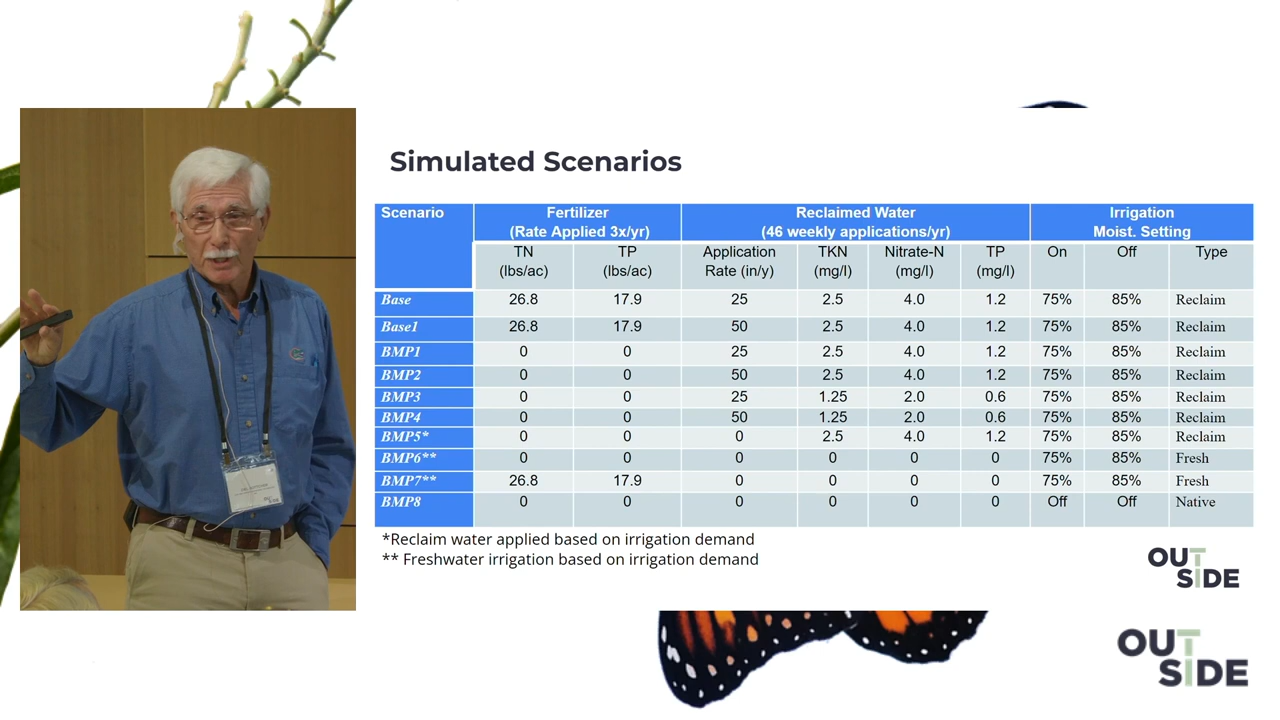 Simulated Scenarios
Scenario Fertilizer Reclaimed Water Irrigation
(Rate Applied 3x/yr) (46 weekly applications/yr) Moist. Setting
TN TP Application TKN Nitrate-N TP On Off Type
(lbs/ac) (lbs/ac) Rate (in/y) (mg/l) (mg/l) (mg/l)
Base 26.8 17.9 25 2.5 4.0 1.2 75% 85% Reclaim
Base1 26.8 17.9 50 2.5 4.0 1.2 75% 85% Reclaim
BMP1 0 0 25 2.5 4.0 1.2 75% 85% Reclaim
BMP2 0 0 50 2.5 4.0 1.2 75% 85% Reclaim
BMP3 0 0 25 1.25 2.0 0.6 75% 85% Reclaim
BMP4 0 0 50 1.25 2.0 0.6 75% 85% Reclaim
BMP5* 0 0 0 2.5 4.0 1.2 75% 85% Reclaim
BMP6** 0 0 0 0 0 0 75% 85% Fresh
BMP7** 26.8 17.9 0 0 0 0 75% 85% Fresh
BMP8 0 0 0 0 0 0 Off Off Native
*Reclaim water applied based on irrigation demand
** Freshwater irrigation based on irrigation demand
OUT
SIDE
OUT
SIDE